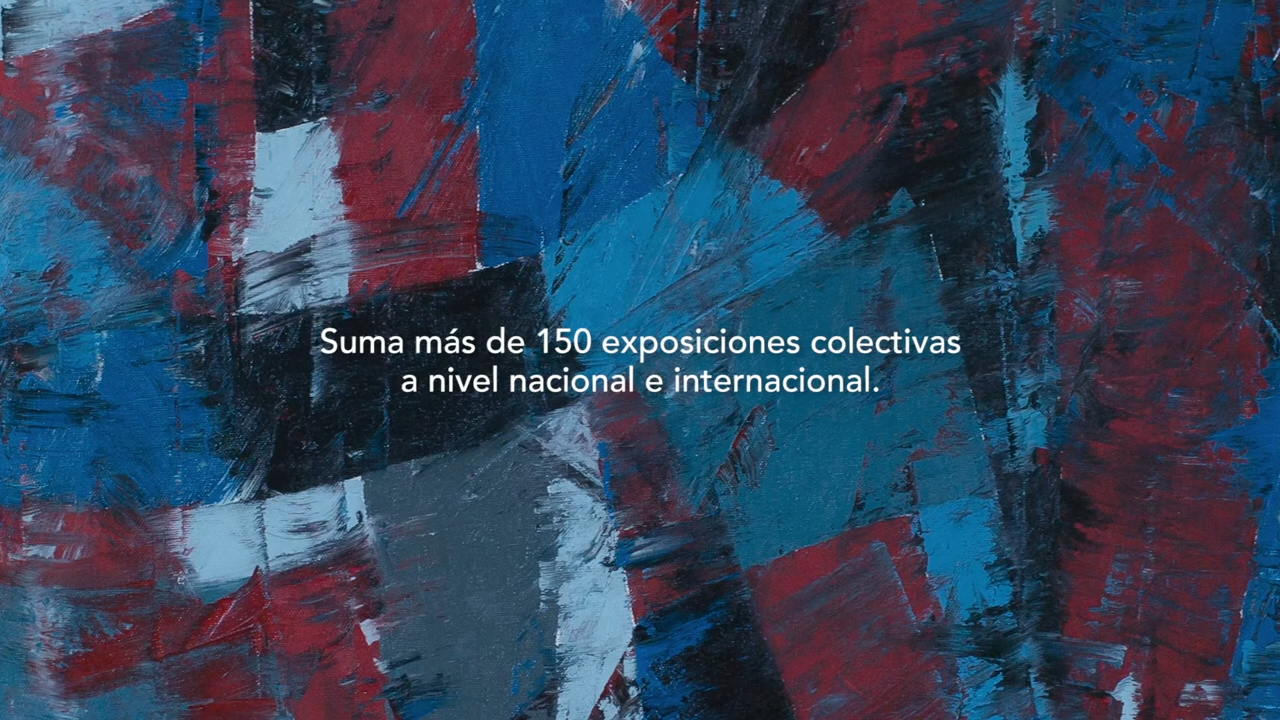 Suma más de 150 exposiciones colectivas
a nivel nacional e internacional.